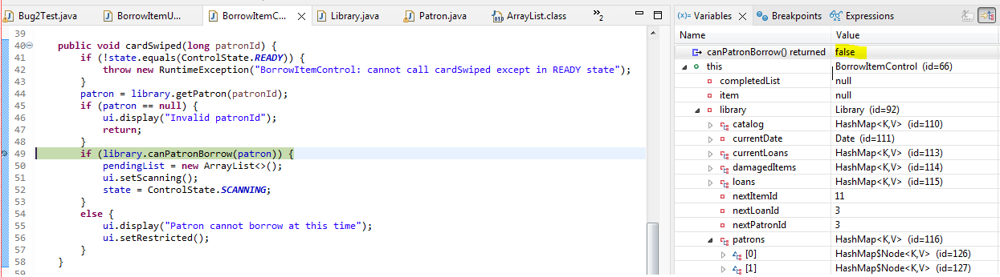 Bug2Test.java BorrowItemU... BorrowItemC... Library.java Patron.java ArrayList.class »2
39
40 public void cardSwiped(long patronId) {
41 if (!state.equals(ControlState.READY)) {
42 throw new RuntimeException("BorrowItemControl: cannot call cardSwiped except in READY state");
43 }
44 patron = library.getPatron(patronId);
45 if (patron == null) {
46 ui.display("Invalid patronId");
47 return;
48 }
49 if (library.canPatronBorrow(patron)) {
50 pendingList = new ArrayList<>();
51 ui.setScanning();
52 state = ControlState.SCANNING;
53 }
54 else {
55 ui.display("Patron cannot borrow at this time");
56 ui.setRestricted();
57 }
58 }
59
(x)= Variables Breakpoints Expressions
Name Value
canPatronBorrow() returned false
this BorrowItemControl (id=66)
completedList null
item null
library Library (id=92)
catalog HashMap<K,V> (id=110)
currentDate Date (id=111)
currentLoans HashMap<K,V> (id=113)
damagedItems HashMap<K,V> (id=114)
loans HashMap<K,V> (id=115)
nextItemId 11
nextLoanId 3
nextPatronId 3
patrons HashMap<K,V> (id=116)
[0] HashMap$Node<K,V> (id=126)
[1] HashMap$Node<K,V> (id=127)